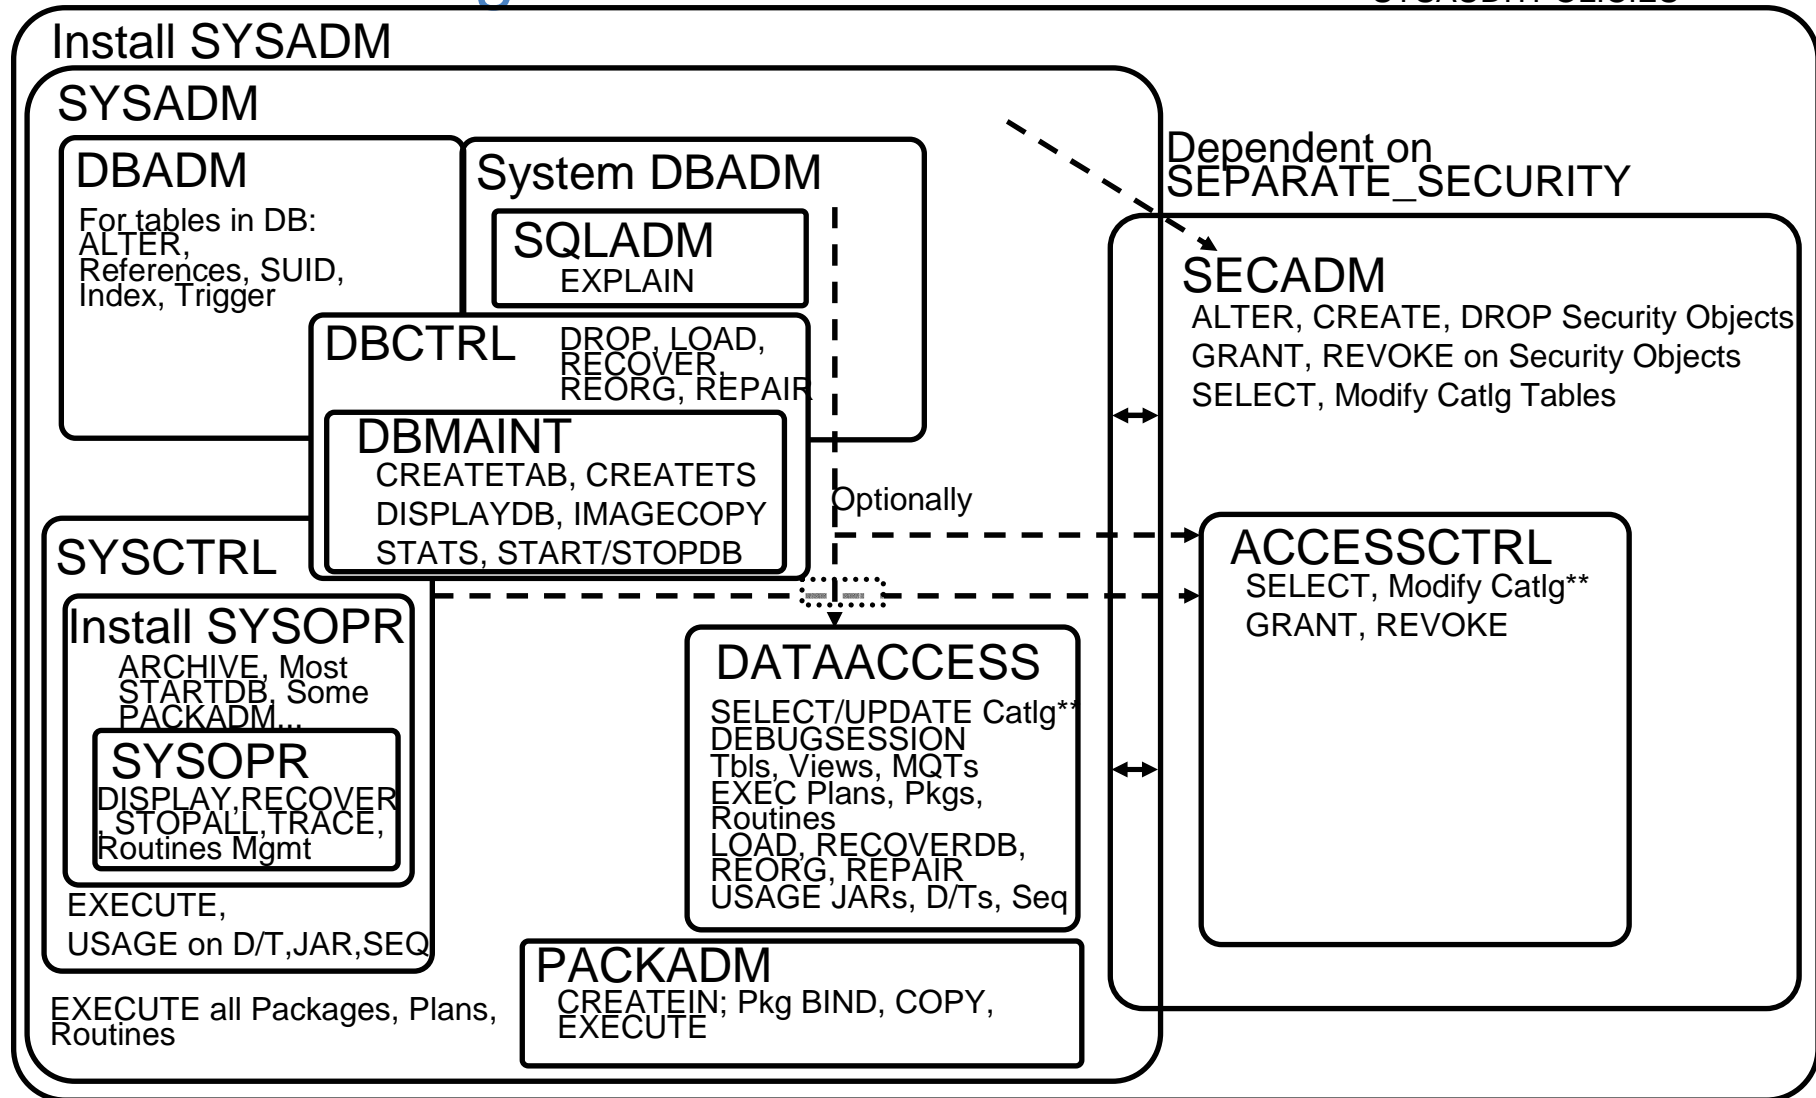 Install SYSADM
SYSADM
DBADM
For tables in DB:
ALTER,
References, SUID,
Index, Trigger
System DBADM
SQLADM
EXPLAIN
DBCTRL
DROP, LOAD,
RECOVER,
REORG, REPAIR
DBMAINT
CREATETAB, CREATETS
DISPLAYDB, IMAGECOPY
STATS, START/STOPDB
Optionally
SYSCTRL
Install SYSOPR
ARCHIVE, Most
STARTDB, Some
PACKADM...
SYSOPR
DISPLAY,RECOVER
, STOPALL,TRACE,
Routines Mgmt
EXECUTE,
USAGE on D/T,JAR,SEQ
EXECUTE all Packages, Plans,
Routines
DATAACCESS
SELECT/UPDATE Catlg**
DEBUGSESSION
Tbls, Views, MQTs
EXEC Plans, Pkgs,
Routines
LOAD, RECOVERDB,
REORG, REPAIR
USAGE JARs, D/Ts, Seq
PACKADM
CREATEIN; Pkg BIND, COPY,
EXECUTE
Dependent on
SEPARATE_SECURITY
SECADM
ALTER, CREATE, DROP Security Objects
GRANT, REVOKE on Security Objects
SELECT, Modify Catlg Tables
ACCESSCTRL
SELECT, Modify Catlg**
GRANT, REVOKE